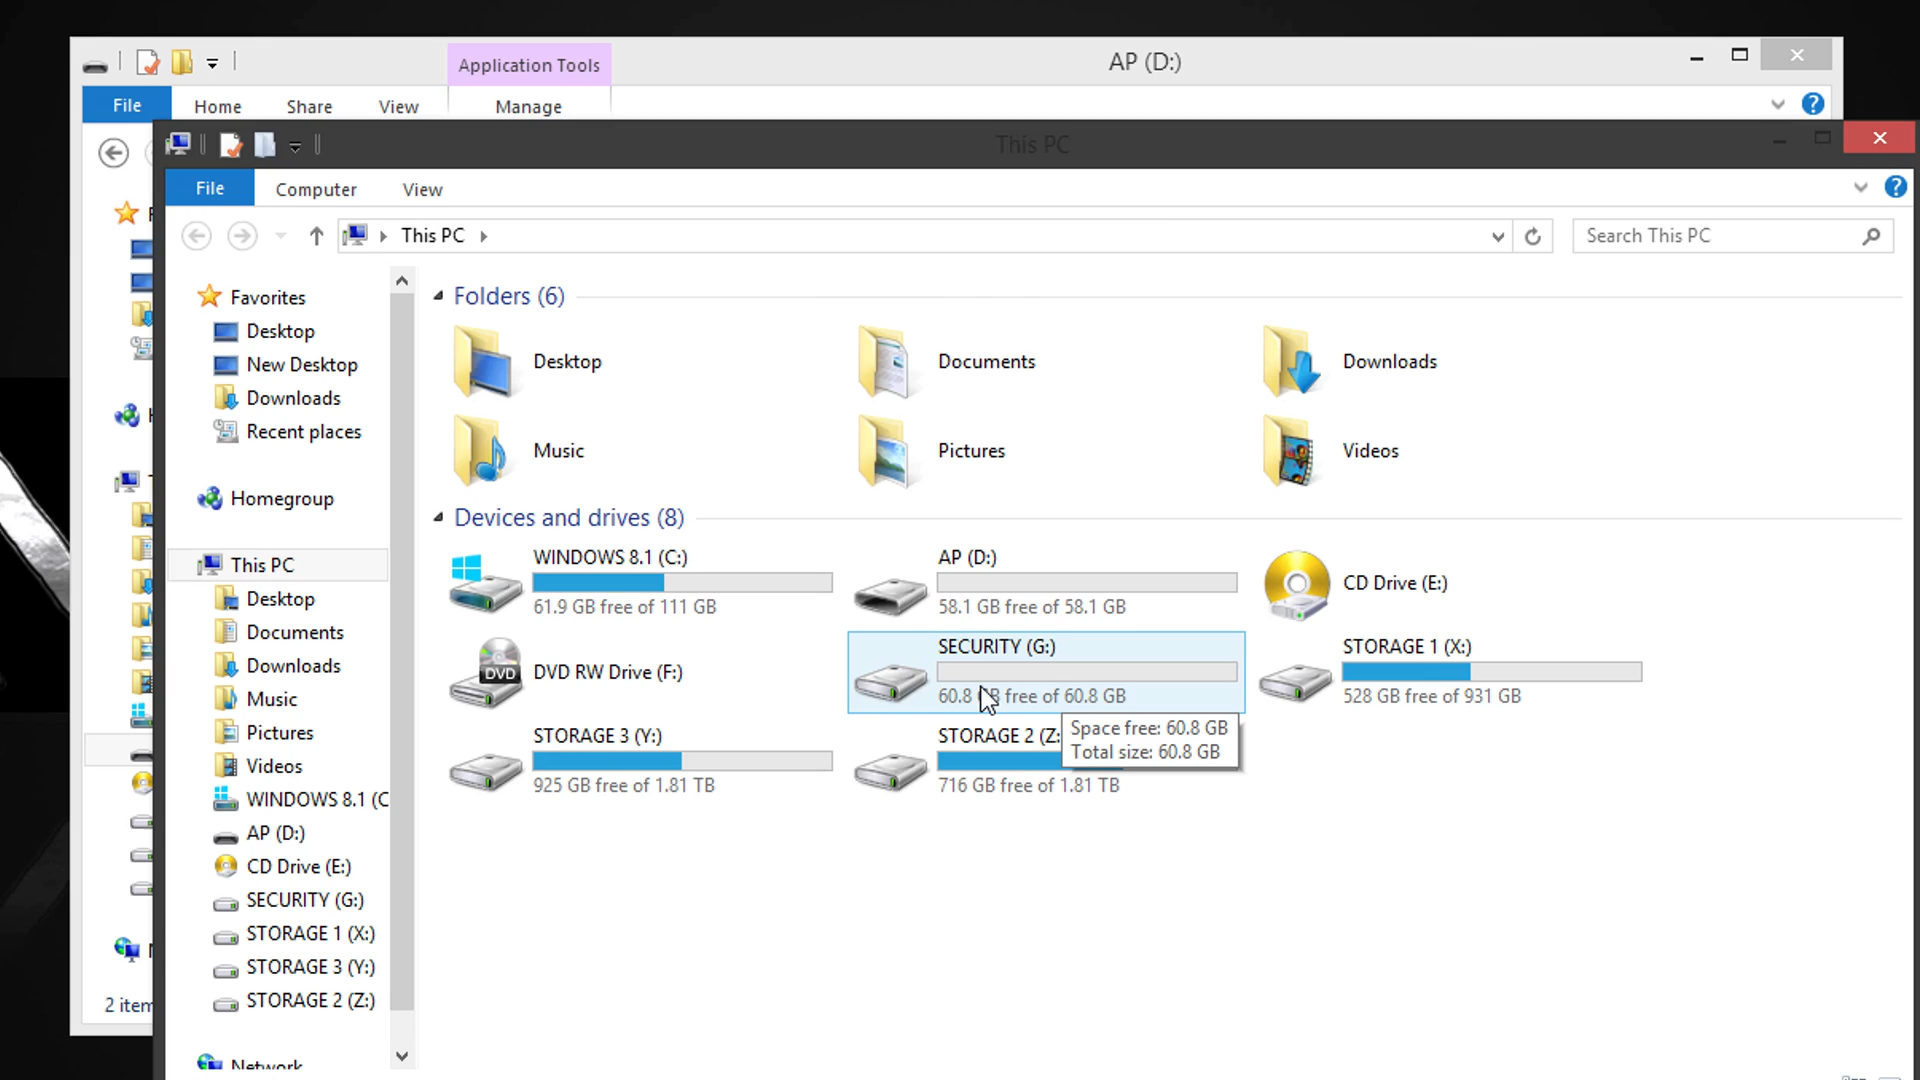 Application Tools
AP (D:)
File Home Share View Manage
This PC
File Computer View
This PC
Search This PC
Favorites
Desktop
New Desktop
Downloads
Recent places
Homegroup
This PC
Desktop
Documents
Downloads
Music
Pictures
Videos
WINDOWS 8.1 (C
AP (D:)
CD Drive (E:)
SECURITY (G:)
STORAGE 1 (X:)
STORAGE 3 (Y:)
STORAGE 2 (Z:)
Network
2 item
Folders (6)
Desktop Documents Downloads
Music Pictures Videos
Devices and drives (8)
WINDOWS 8.1 (C:)
61.9 GB free of 111 GB
AP (D:)
58.1 GB free of 58.1 GB
CD Drive (E:)
DVD
DVD RW Drive (F:)
SECURITY (G:)
60.8 GB free of 60.8 GB
STORAGE 1 (X:)
528 GB free of 931 GB
STORAGE 3 (Y:)
925 GB free of 1.81 TB
STORAGE 2 (Z:
716 GB free of 1.81 TB
Space free: 60.8 GB
Total size: 60.8 GB